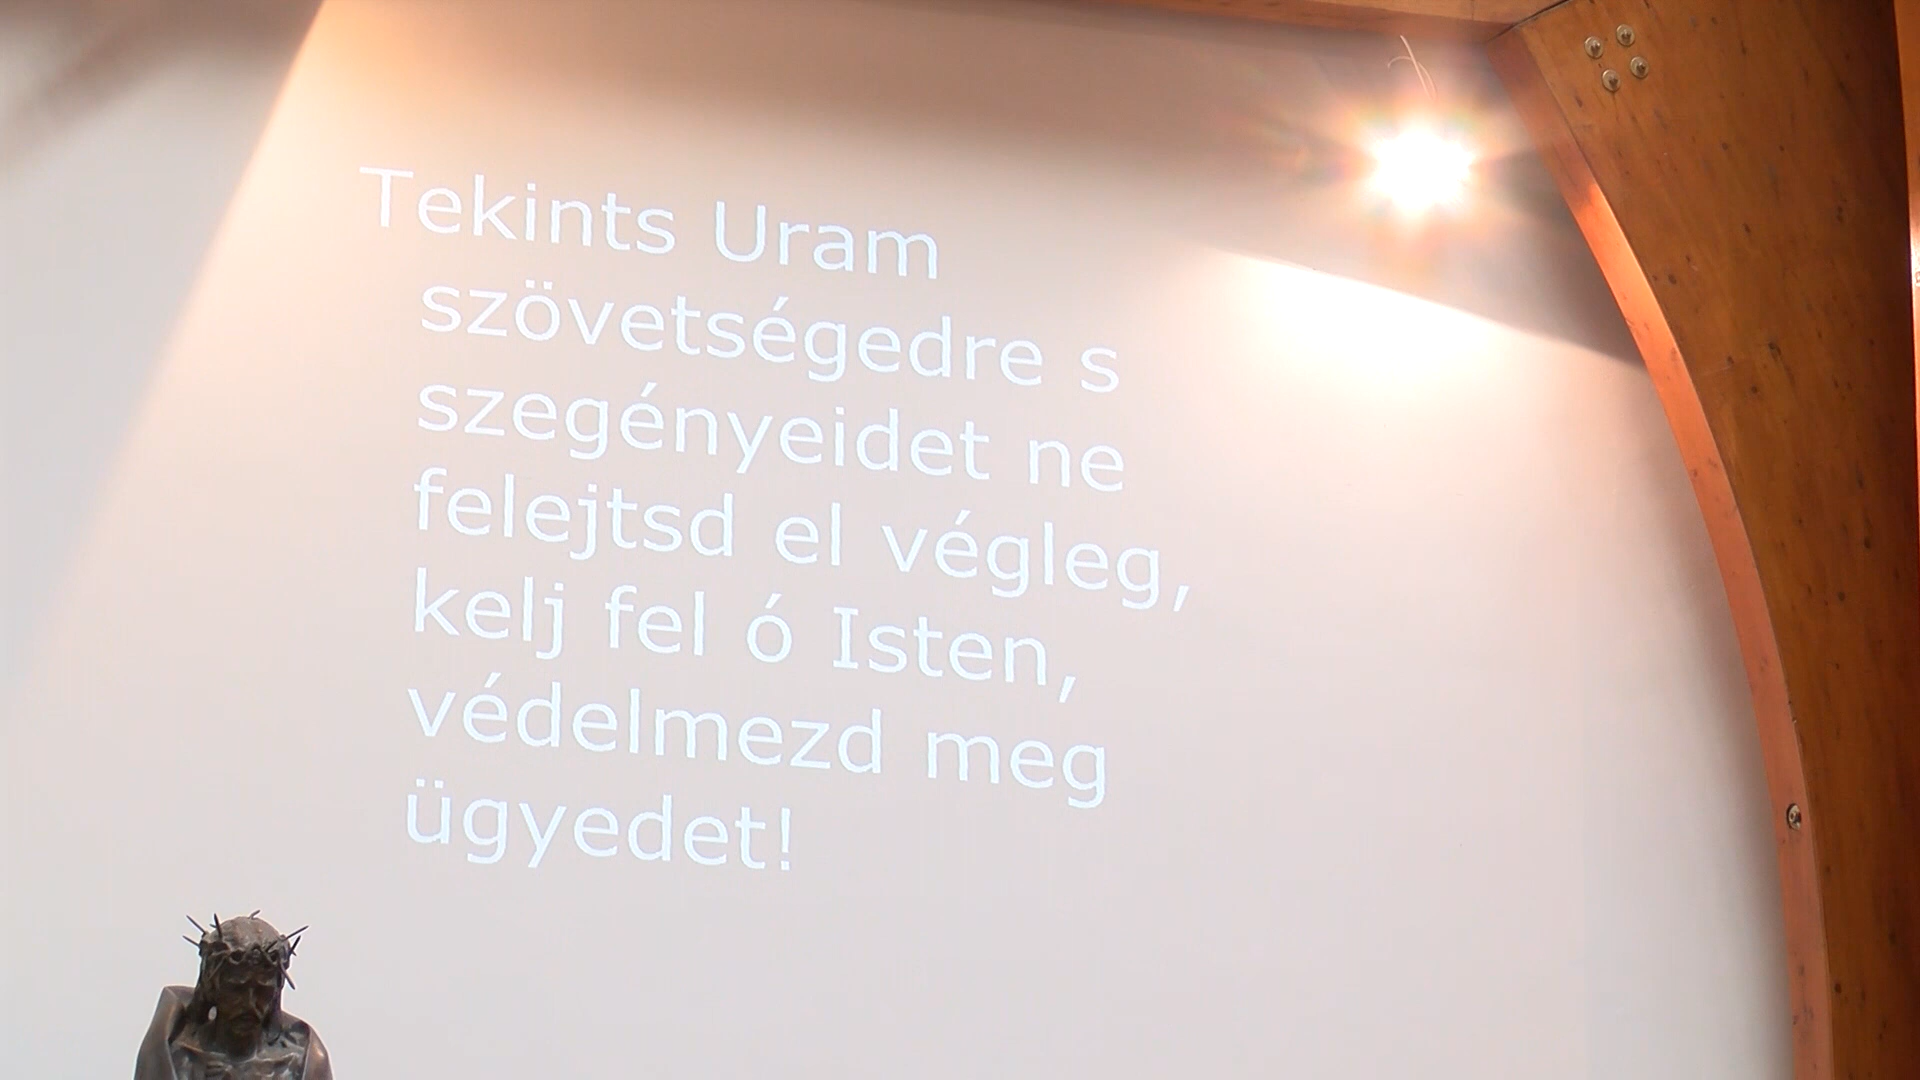 Tekints Uram
szövetségedre s
szegényeidet ne
felejtsd el végleg,
kelj fel ó Isten,
védelmezd meg
ügyedet!